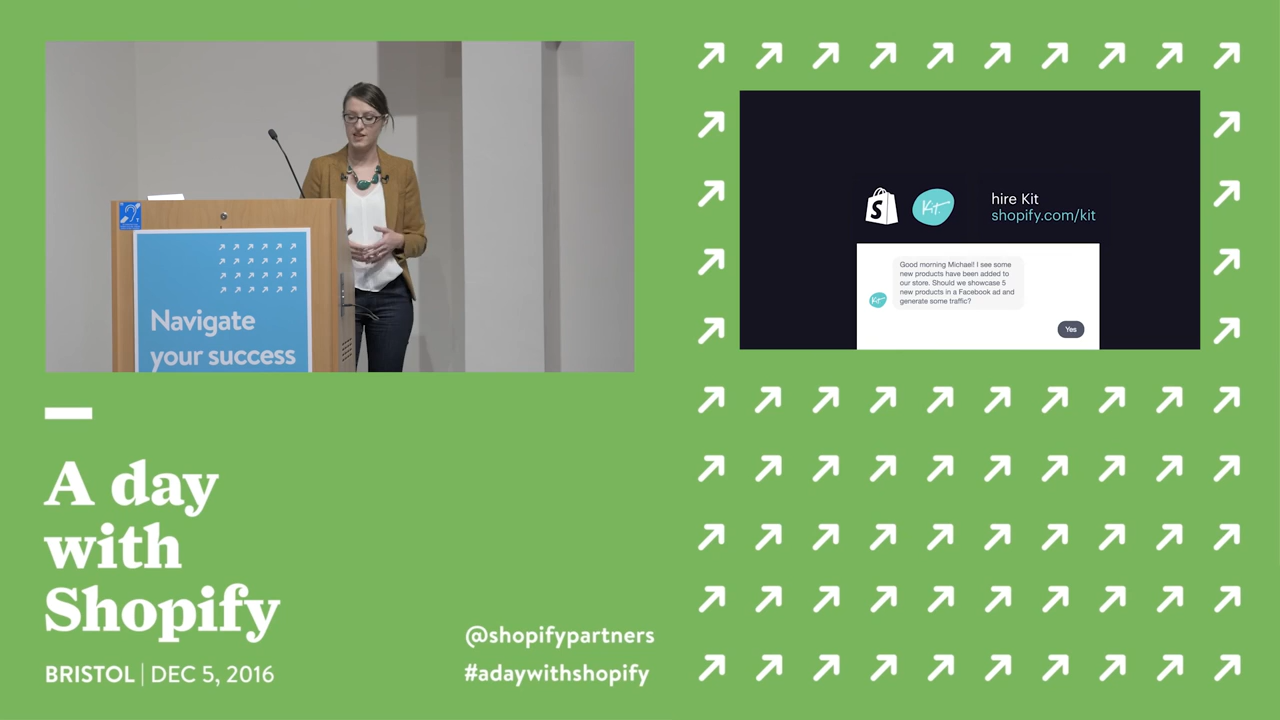 Navigate
your success
hire Kit
shopify.com/kit
Kit.
Good morning Michael! I see some
new products have been added to
our store. Should we showcase 5
new products in a Facebook ad and
generate some traffic?
Kit.
Yes
A day
with
Shopify
BRISTOL | DEC 5, 2016
@shopifypartners
#adaywithshopify